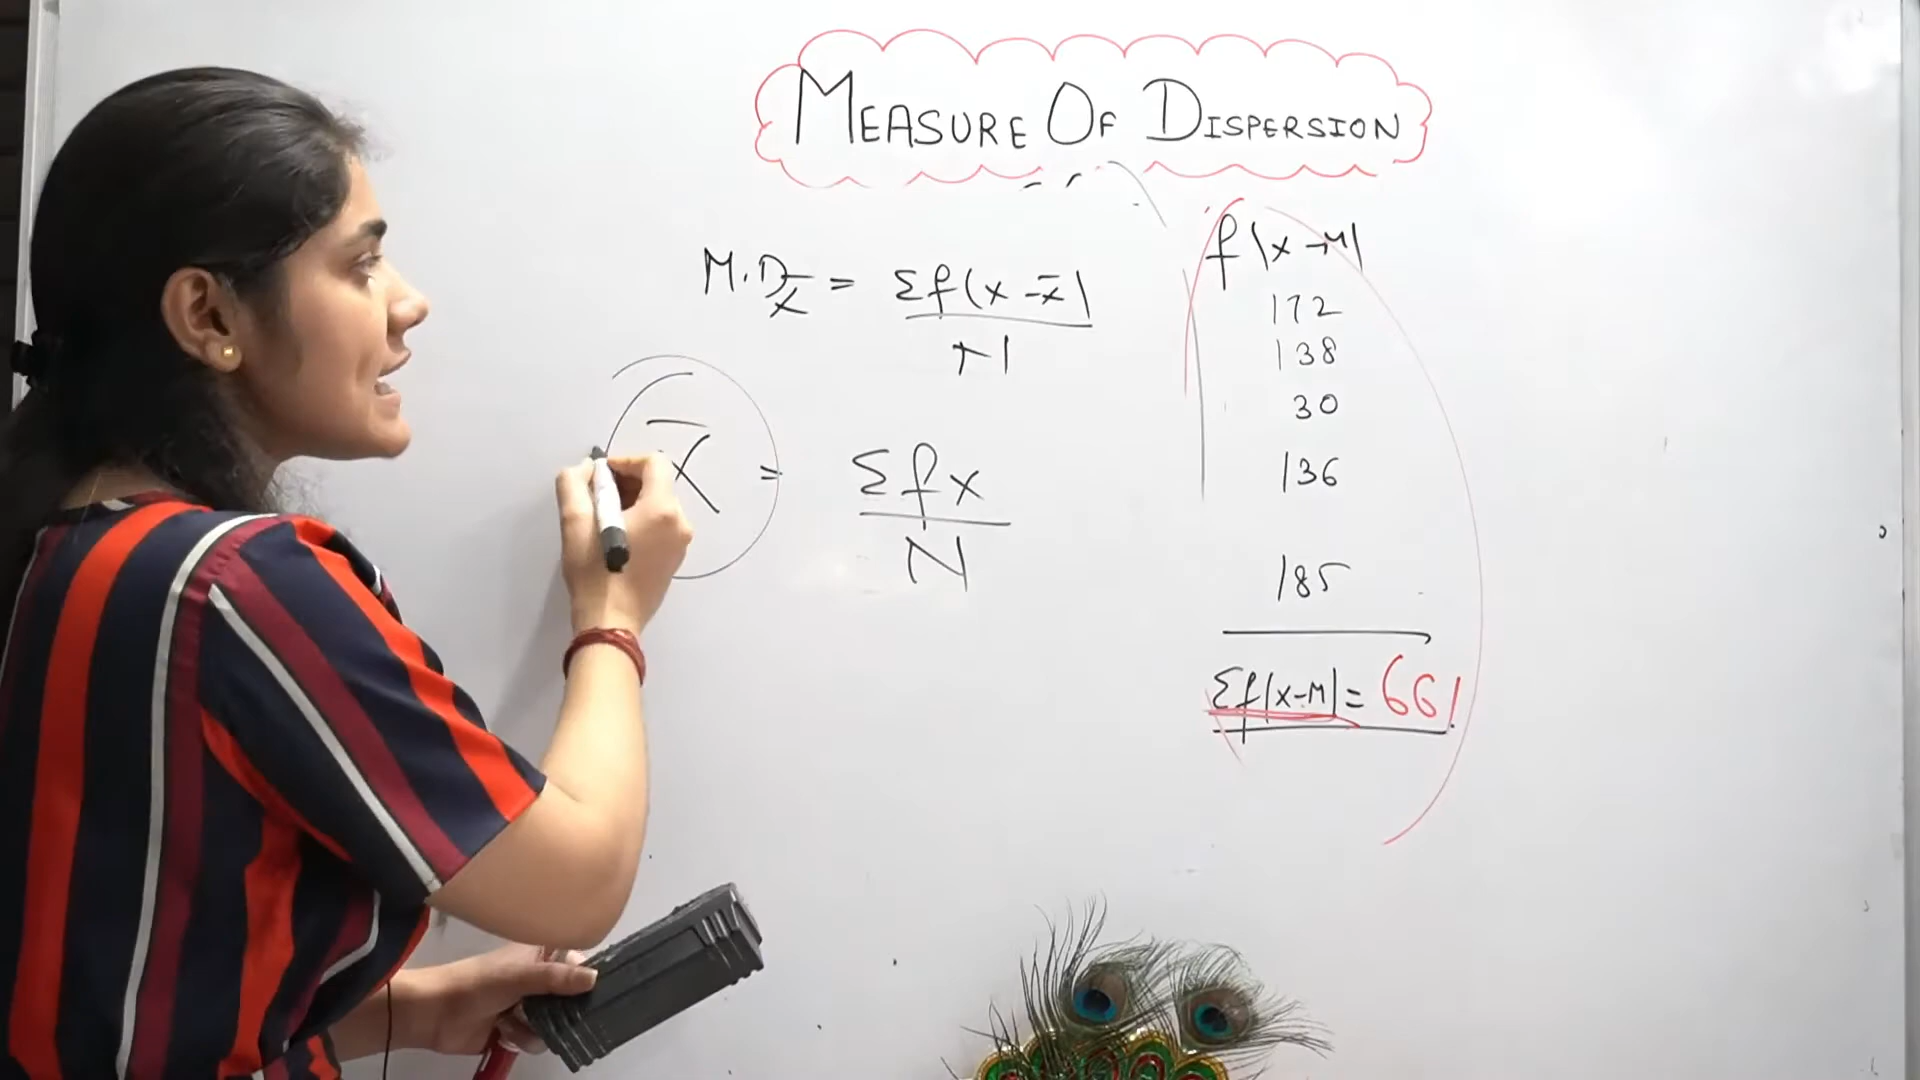 MEASURE OF DISPERSION
M.D x̄ = Σf(x-x̄|
N
X̄ = Σfx
N
f|x-M|
172
138
30
136
185
Σf|x-M|= 661